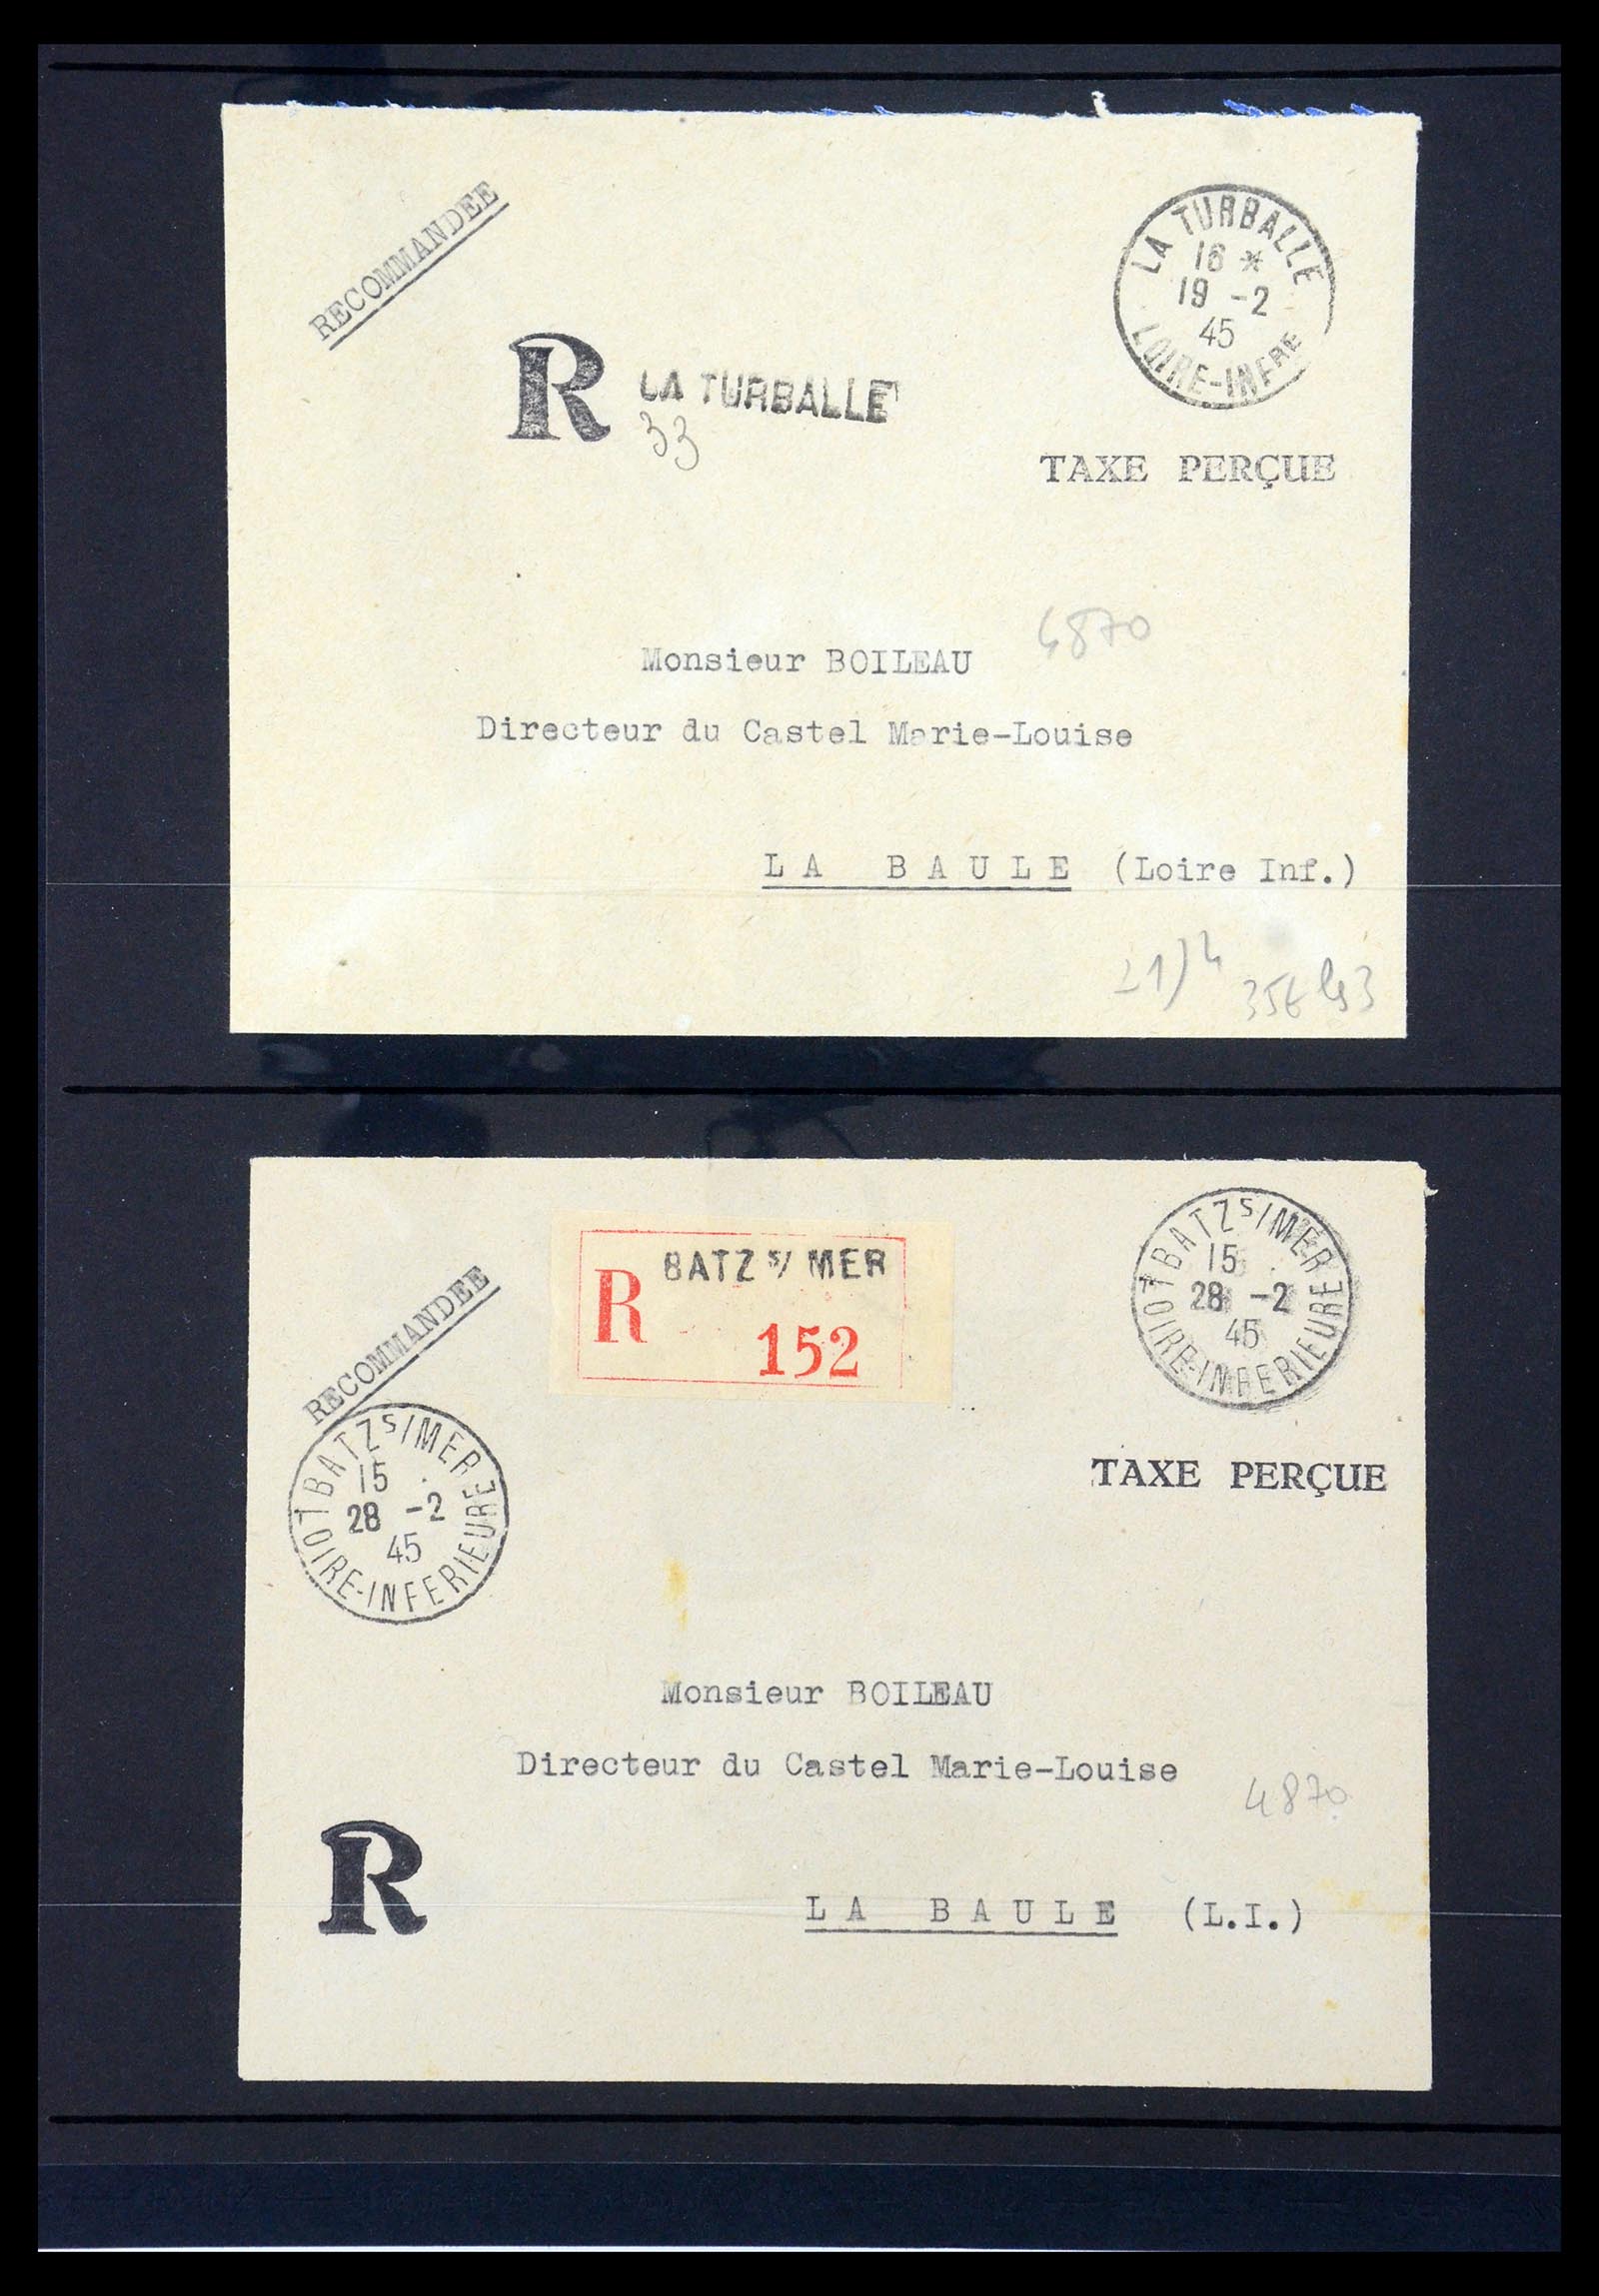 RECOMMANDEE
LA TURBALLE
16 *
19 -2
45
LOIRE-INFRE
R LA TURBALLE
33
TAXE PERÇUE
4870
Monsieur BOILEAU
Directeur du Castel Marie-Louise
LA BAULE (Loire Inf.)
35€ les 3
BATZ S/MER
15
28 -2
45
LOIRE-INFERIEURE
BATZ S/ MER
R 152
RECOMMANDEE
TAXE PERÇUE
BATZ S/MER
15
28 -2
45
LOIRE-INFERIEURE
Monsieur BOILEAU
Directeur du Castel Marie-Louise
4870
R
LA BAULE (L.I.)